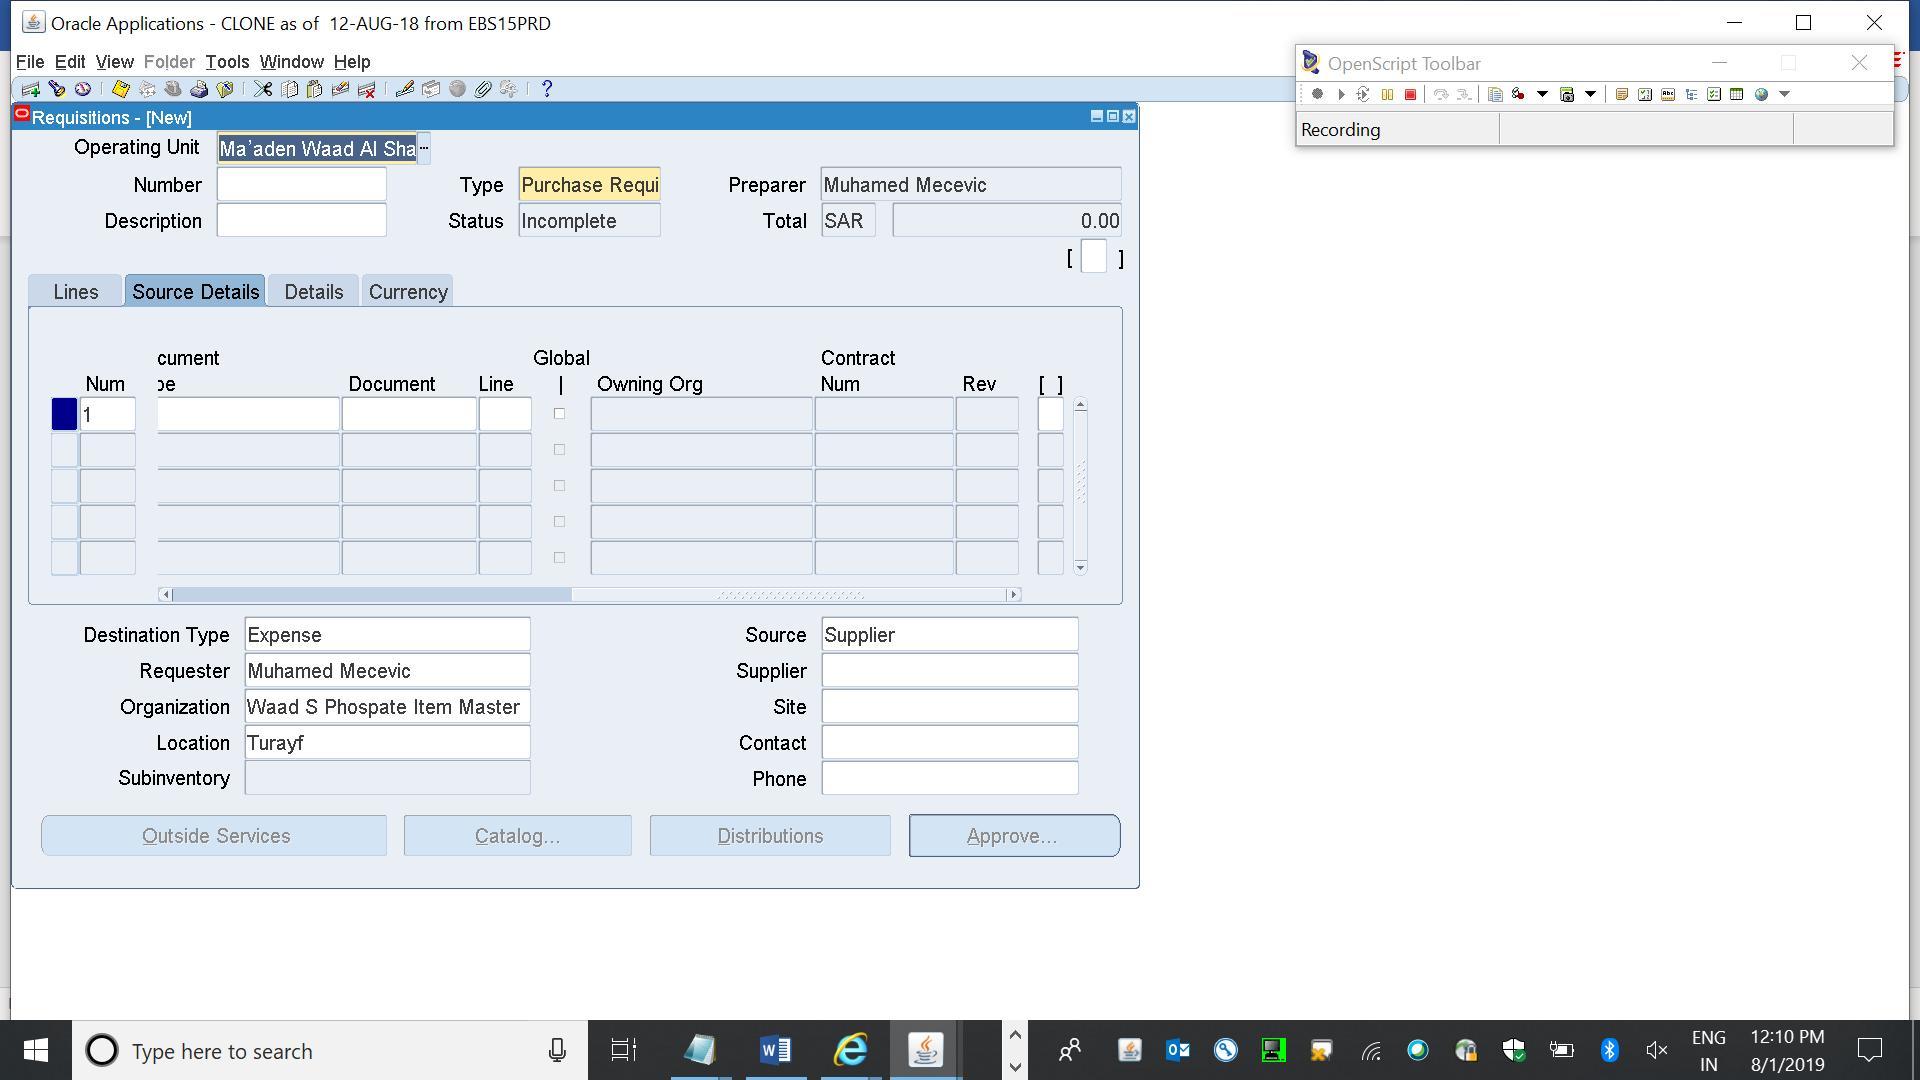 Oracle Applications - CLONE as of 12-AUG-18 from EBS15PRD
File Edit View Folder Tools Window Help
OpenScript Toolbar
Recording
Requisitions - [New]
Operating Unit Ma'aden Waad Al Sha
Number Type Purchase Requi Preparer Muhamed Mecevic
Description Status Incomplete Total SAR 0.00
[ ]
Lines Source Details Details Currency
cument Global Contract
Num pe Document Line | Owning Org Num Rev [ ]
1
Destination Type Expense Source Supplier
Requester Muhamed Mecevic Supplier
Organization Waad S Phospate Item Master Site
Location Turayf Contact
Subinventory Phone
Outside Services Catalog... Distributions Approve...
Type here to search
ENG 12:10 PM
IN 8/1/2019